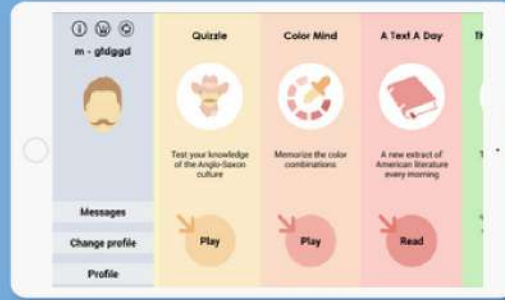 m - gfdggd
Messages
Change profile
Profile
Quizzle
Test your knowledge
of the Anglo-Saxon
culture
Play
Color Mind
Memorize the color
combinations
Play
A Text A Day
A new extract of
American literature
every morning
Read